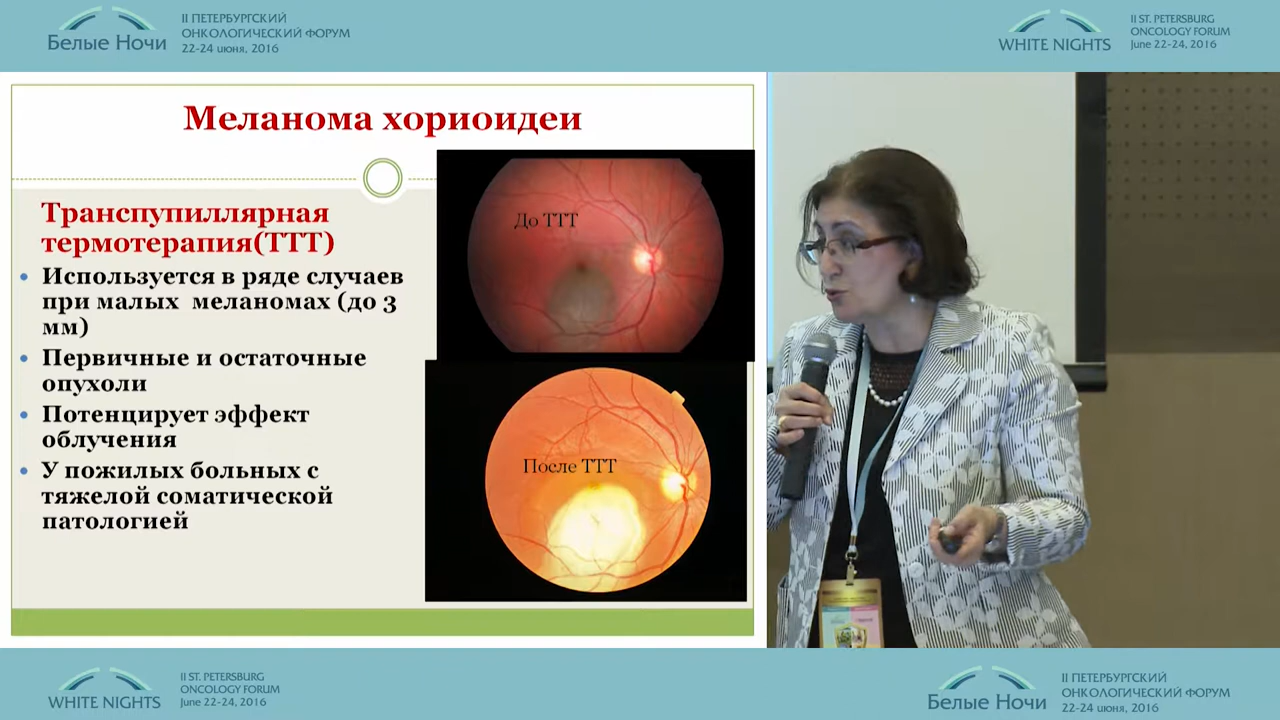 Белые Ночи
II ПЕТЕРБУРГСКИЙ
ОНКОЛОГИЧЕСКИЙ ФОРУМ
22-24 июня, 2016
WHITE NIGHTS
II ST. PETERSBURG
ONCOLOGY FORUM
June 22-24, 2016
Меланома хориоидеи
Транспупиллярная
термотерапия(ТТТ)
Используется в ряде случаев
при малых меланомах (до 3
мм)
Первичные и остаточные
опухоли
Потенцирует эффект
облучения
У пожилых больных с
тяжелой соматической
патологией
До ТТТ
После ТТТ
WHITE NIGHTS
II ST. PETERSBURG
ONCOLOGY FORUM
June 22-24, 2016
Белые Ночи
II ПЕТЕРБУРГСКИЙ
ОНКОЛОГИЧЕСКИЙ ФОРУМ
22-24 июня, 2016